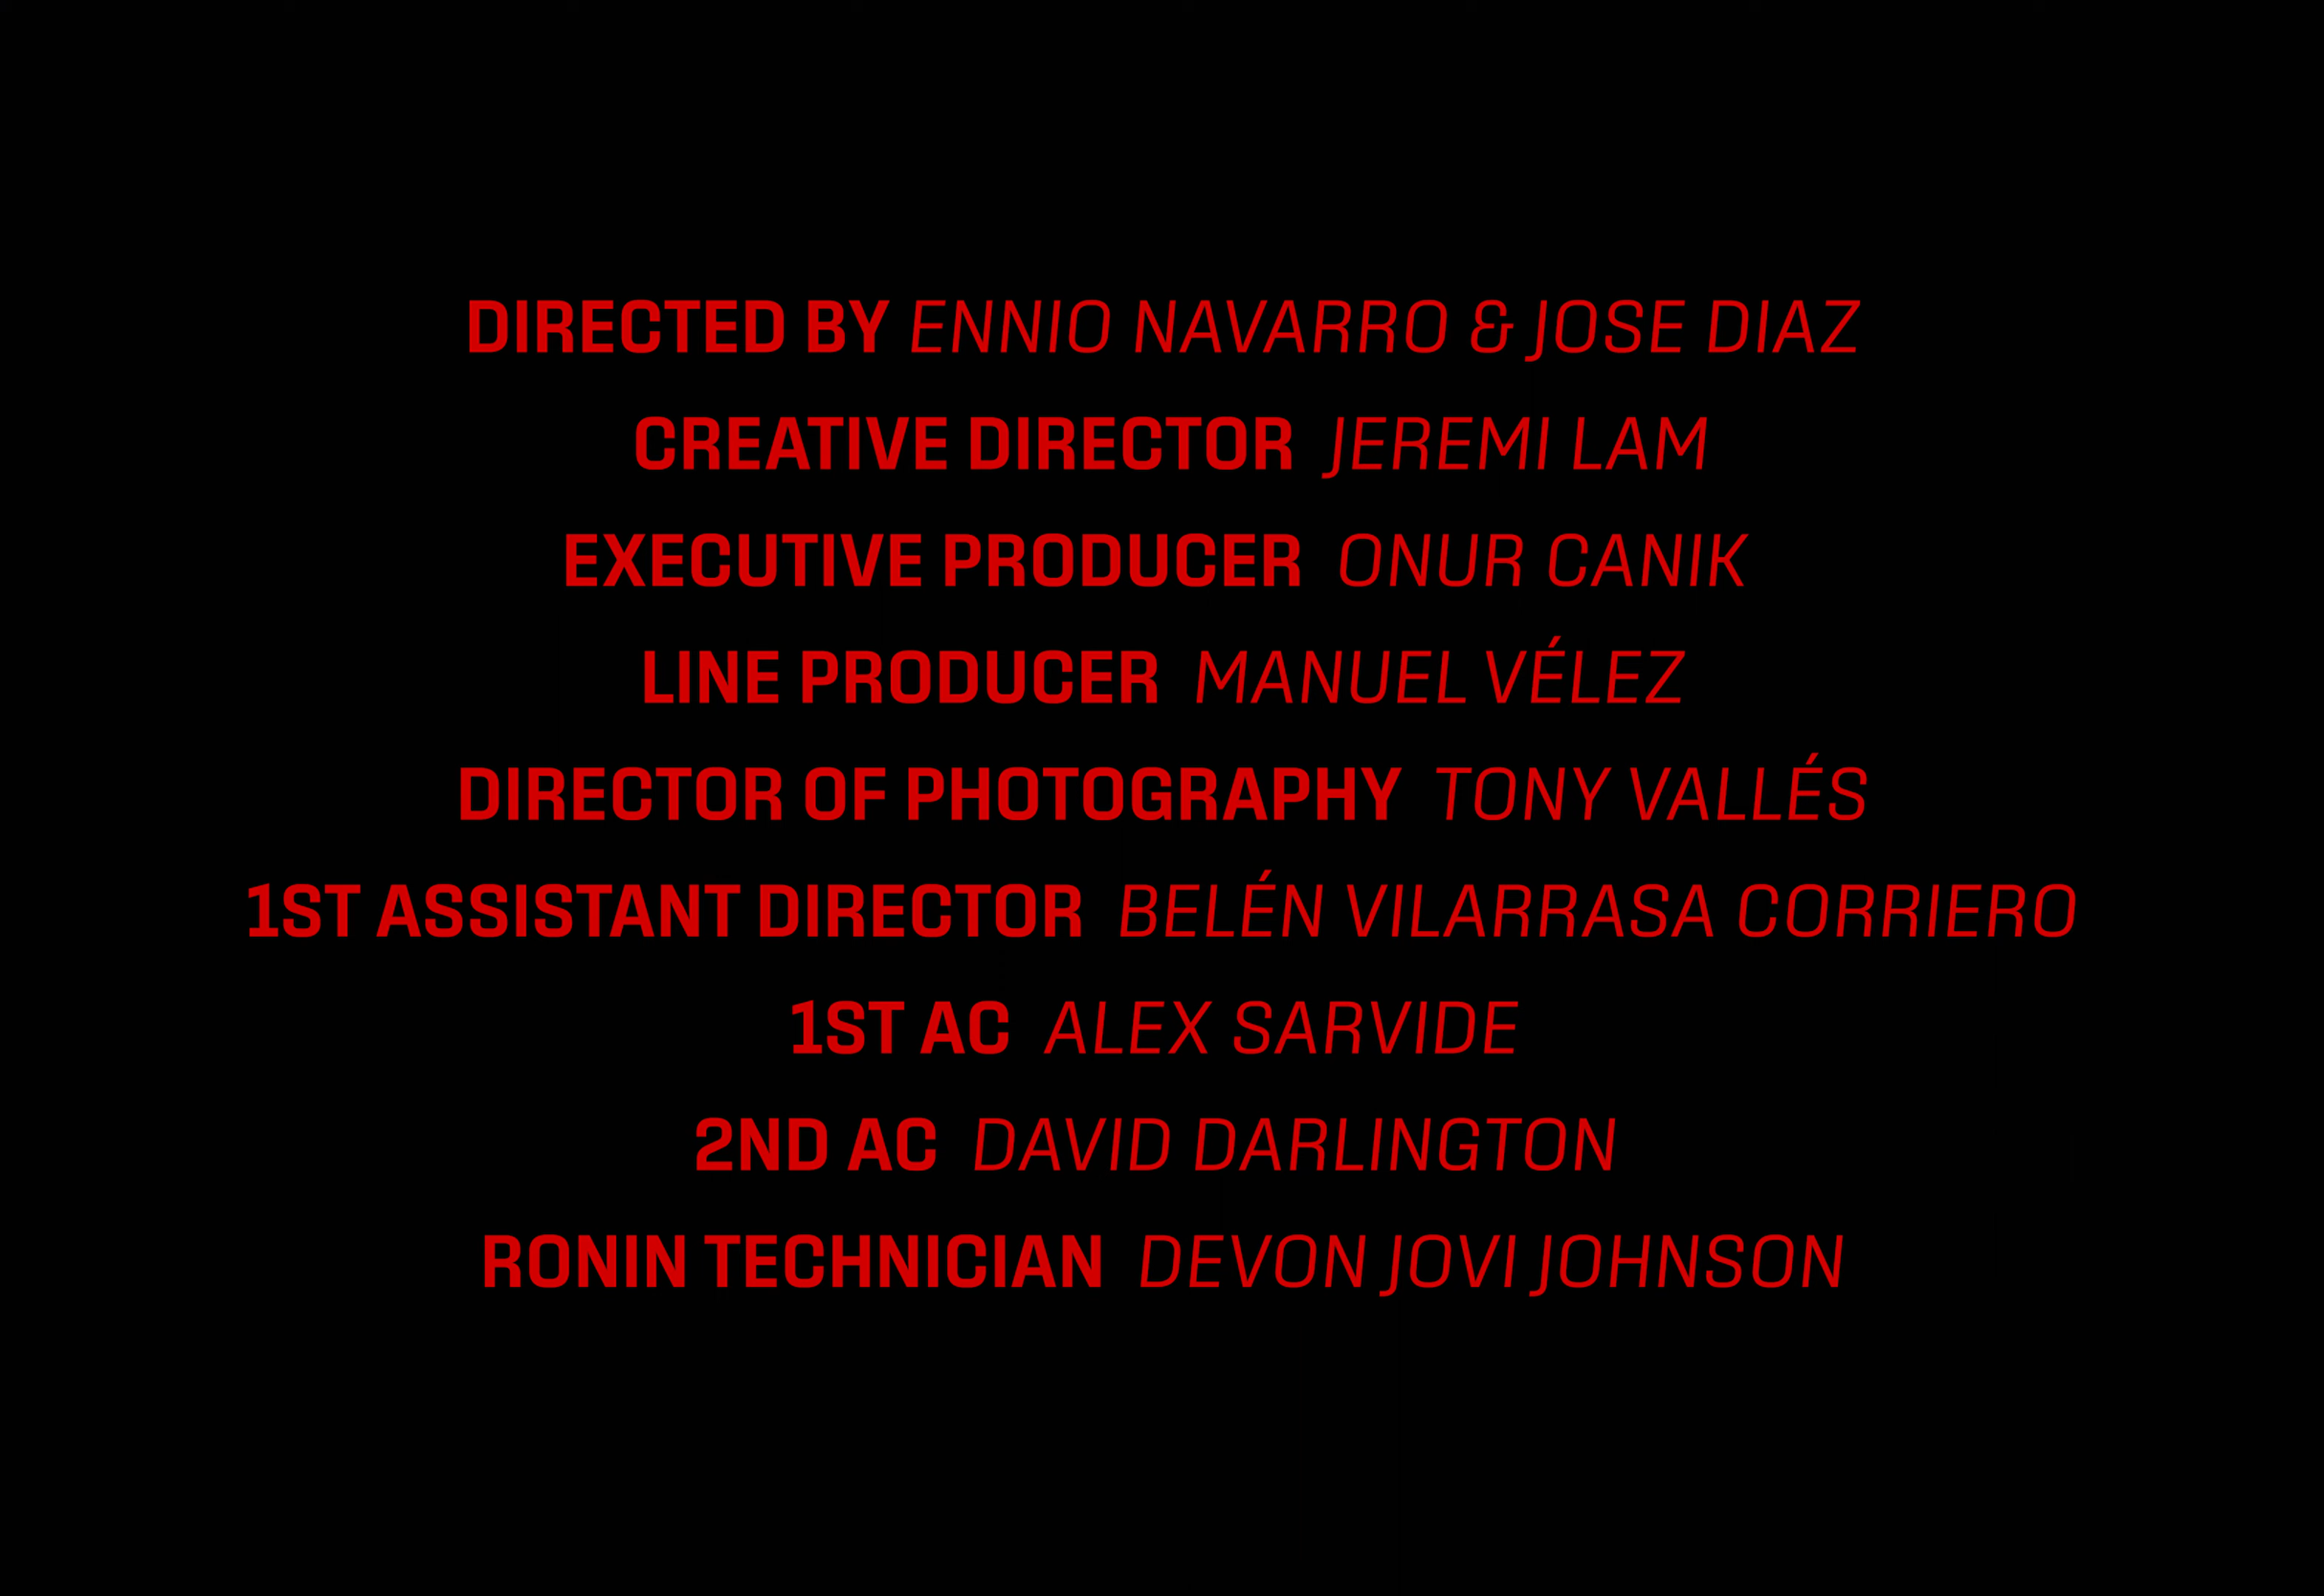 DIRECTED BY ENNIO NAVARRO & JOSE DIAZ
CREATIVE DIRECTOR JEREMI LAM
EXECUTIVE PRODUCER ONUR CANIK
LINE PRODUCER MANUEL VÉLEZ
DIRECTOR OF PHOTOGRAPHY TONY VALLÉS
1ST ASSISTANT DIRECTOR BELÉN VILARRASA CORRIERO
1ST AC ALEX SARVIDE
2ND AC DAVID DARLINGTON
RONIN TECHNICIAN DEVON JOVI JOHNSON